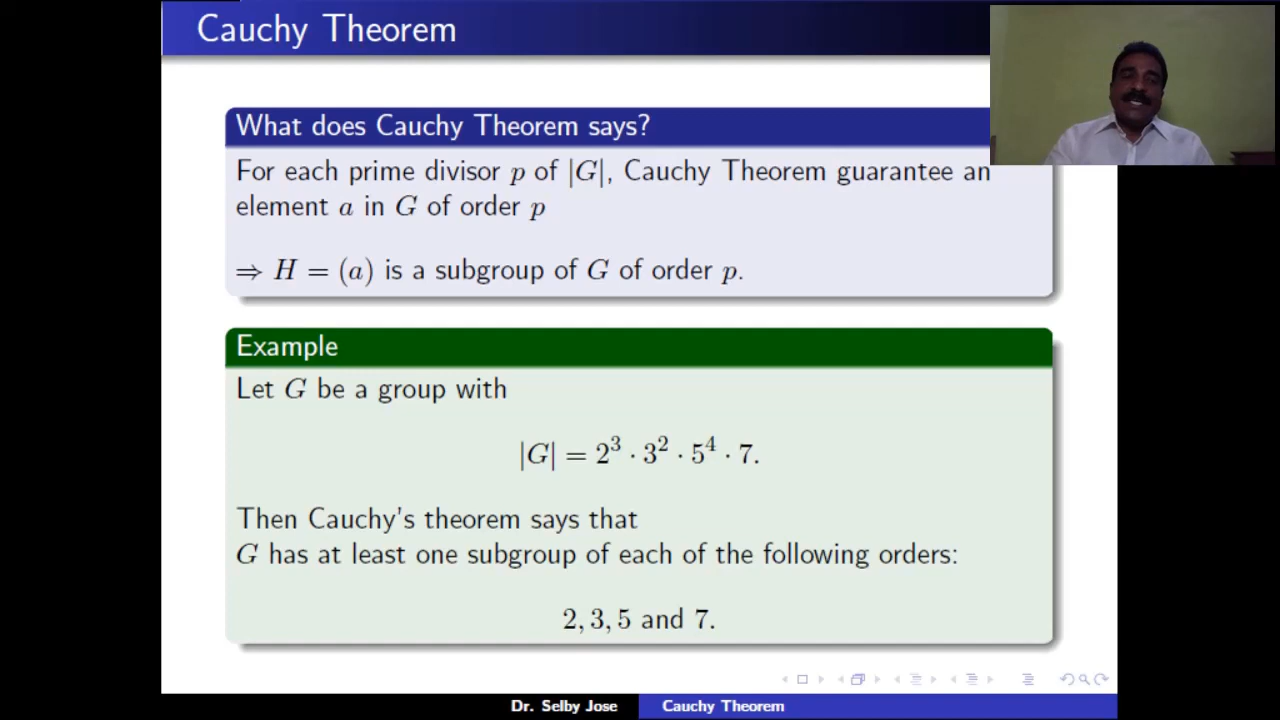 Cauchy Theorem
What does Cauchy Theorem says?
For each prime divisor p of |G|, Cauchy Theorem guarantee an
element a in G of order p
⇒ H = (a) is a subgroup of G of order p.
Example
Let G be a group with
|G| = 2³ · 3² · 5⁴ · 7.
Then Cauchy's theorem says that
G has at least one subgroup of each of the following orders:
2, 3, 5 and 7.
Dr. Selby Jose Cauchy Theorem